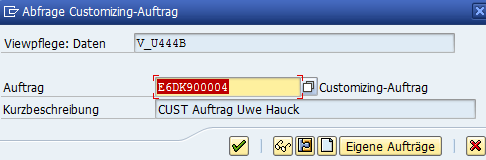 Abfrage Customizing-Auftrag
Viewpflege: Daten V_U444B
Auftrag E6DK900004 Customizing-Auftrag
Kurzbeschreibung CUST Auftrag Uwe Hauck
Eigene Aufträge